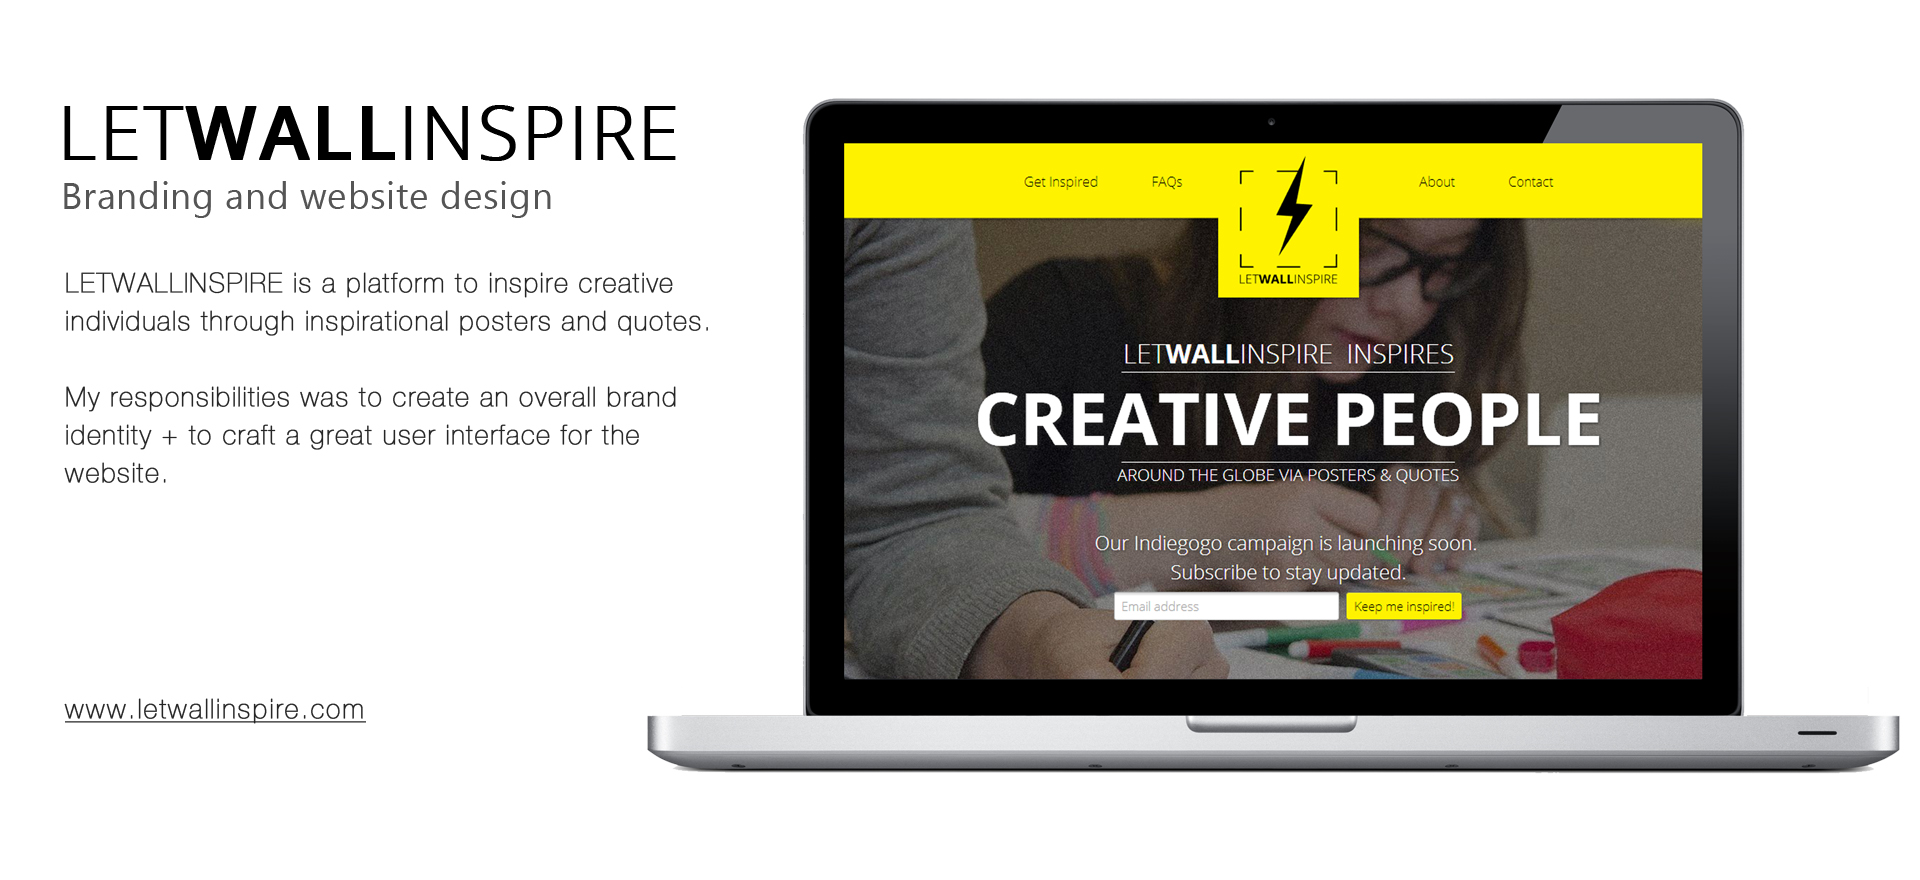 LETWALLINSPIRE
Branding and website design
LETWALLINSPIRE is a platform to inspire creative
individuals through inspirational posters and quotes.
My responsibilities was to create an overall brand
identity + to craft a great user interface for the
website.
www.letwallinspire.com
Get Inspired FAQs About Contact
LETWALLINSPIRE
LETWALLINSPIRE INSPIRES
CREATIVE PEOPLE
AROUND THE GLOBE VIA POSTERS & QUOTES
Our Indiegogo campaign is launching soon.
Subscribe to stay updated.
Email address Keep me inspired!